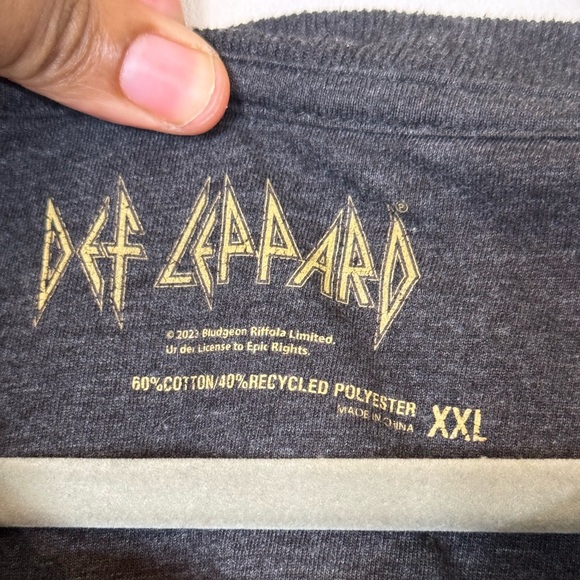 DEF LEPPARD®
© 2023 Bludgeon Riffola Limited.
Under License to Epic Rights.
60%COTTON/40%RECYCLED POLYESTER
MADE IN CHINA
XXL